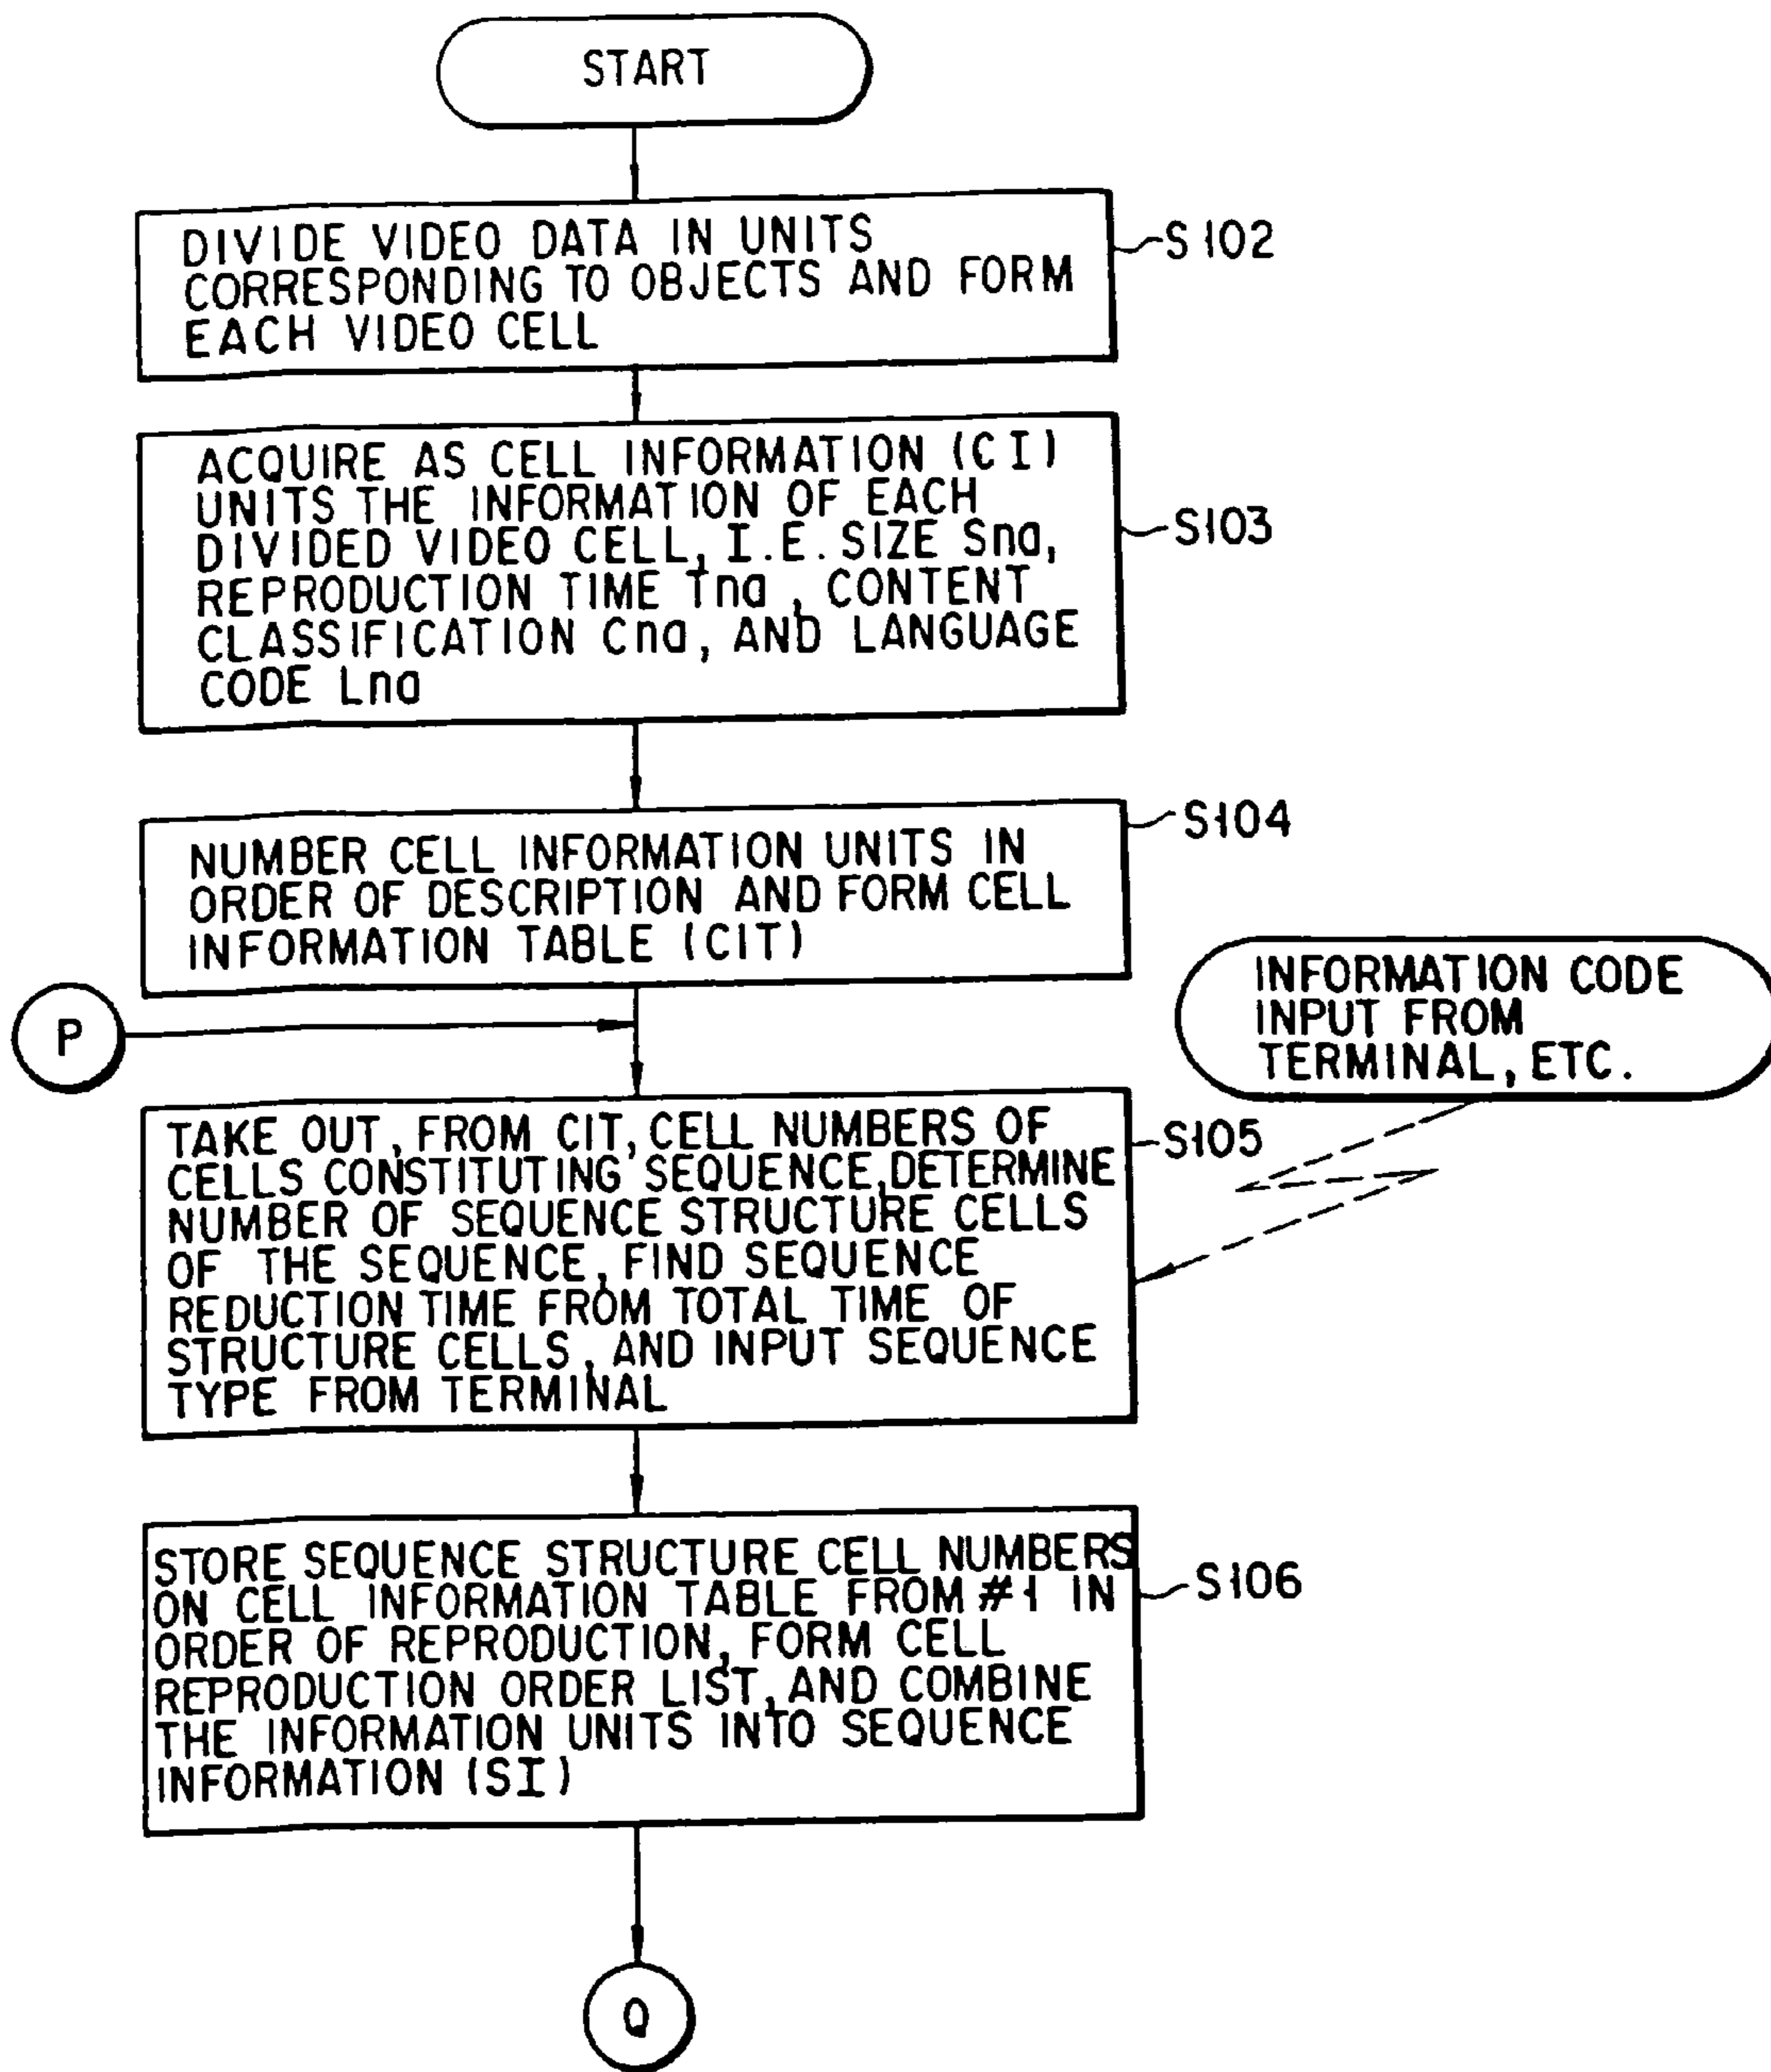 START
DIVIDE VIDEO DATA IN UNITS
CORRESPONDING TO OBJECTS AND FORM
EACH VIDEO CELL
S102
ACQUIRE AS CELL INFORMATION (CI)
UNITS THE INFORMATION OF EACH
DIVIDED VIDEO CELL, I.E. SIZE Sna,
REPRODUCTION TIME Tna, CONTENT
CLASSIFICATION Cna, AND LANGUAGE
CODE Lna
S103
NUMBER CELL INFORMATION UNITS IN
ORDER OF DESCRIPTION AND FORM CELL
INFORMATION TABLE (CIT)
S104
P
INFORMATION CODE
INPUT FROM
TERMINAL, ETC.
TAKE OUT, FROM CIT, CELL NUMBERS OF
CELLS CONSTITUTING SEQUENCE, DETERMINE
NUMBER OF SEQUENCE STRUCTURE CELLS
OF THE SEQUENCE, FIND SEQUENCE
REDUCTION TIME FROM TOTAL TIME OF
STRUCTURE CELLS, AND INPUT SEQUENCE
TYPE FROM TERMINAL
S105
STORE SEQUENCE STRUCTURE CELL NUMBERS
ON CELL INFORMATION TABLE FROM #1 IN
ORDER OF REPRODUCTION, FORM CELL
REPRODUCTION ORDER LIST, AND COMBINE
THE INFORMATION UNITS INTO SEQUENCE
INFORMATION (SI)
S106
Q